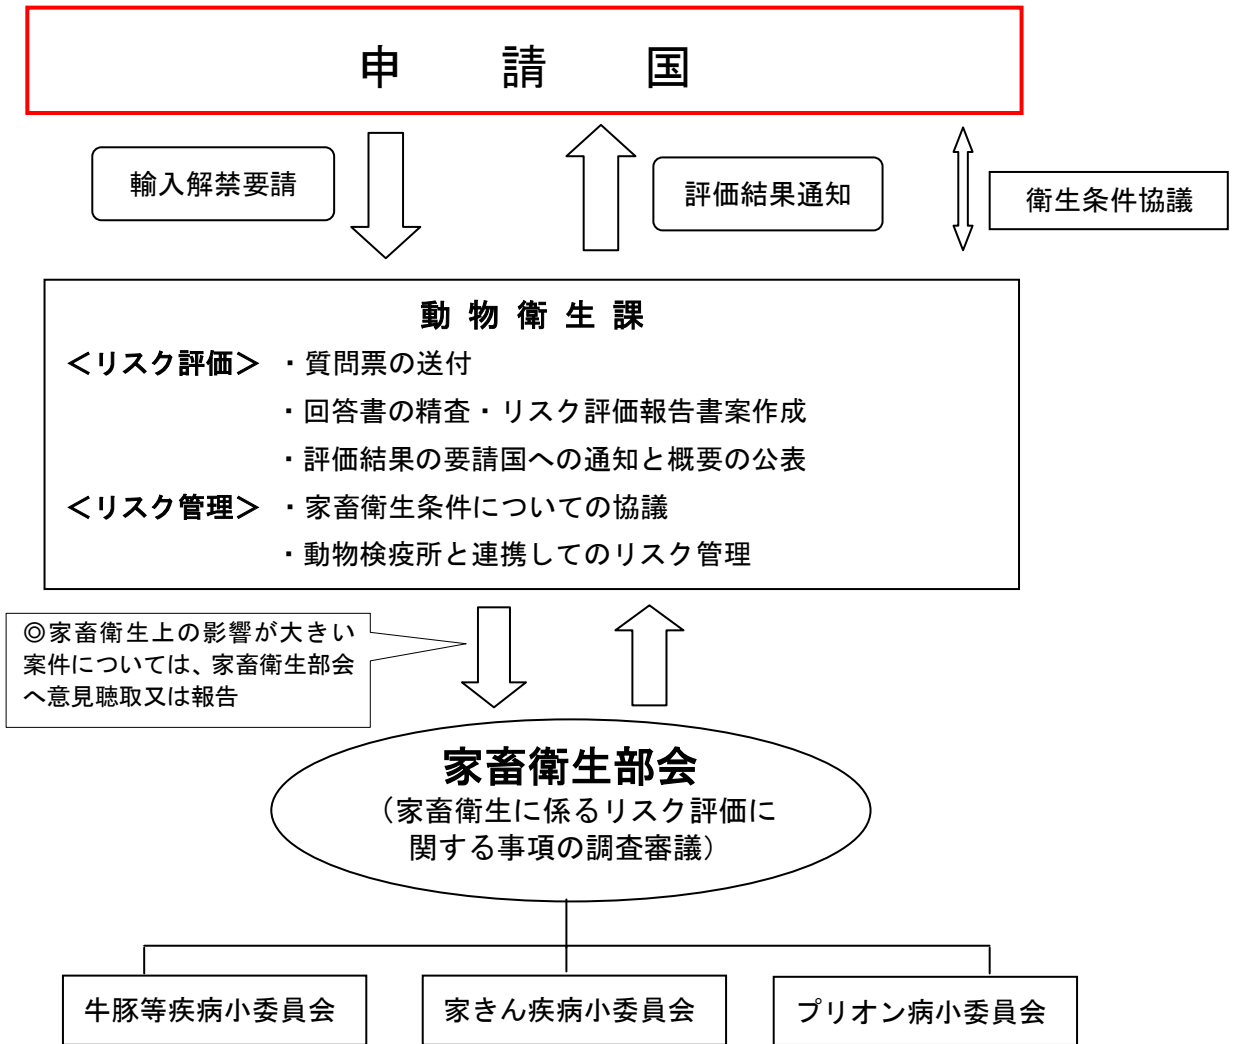 申請国
輸入解禁要請
評価結果通知
衛生条件協議
動物衛生課
＜リスク評価＞ ・質問票の送付
・回答書の精査・リスク評価報告書案作成
・評価結果の要請国への通知と概要の公表
＜リスク管理＞ ・家畜衛生条件についての協議
・動物検疫所と連携してのリスク管理
◎家畜衛生上の影響が大きい
案件については、家畜衛生部会
へ意見聴取又は報告
家畜衛生部会
（家畜衛生に係るリスク評価に
関する事項の調査審議）
牛豚等疾病小委員会
家きん疾病小委員会
プリオン病小委員会